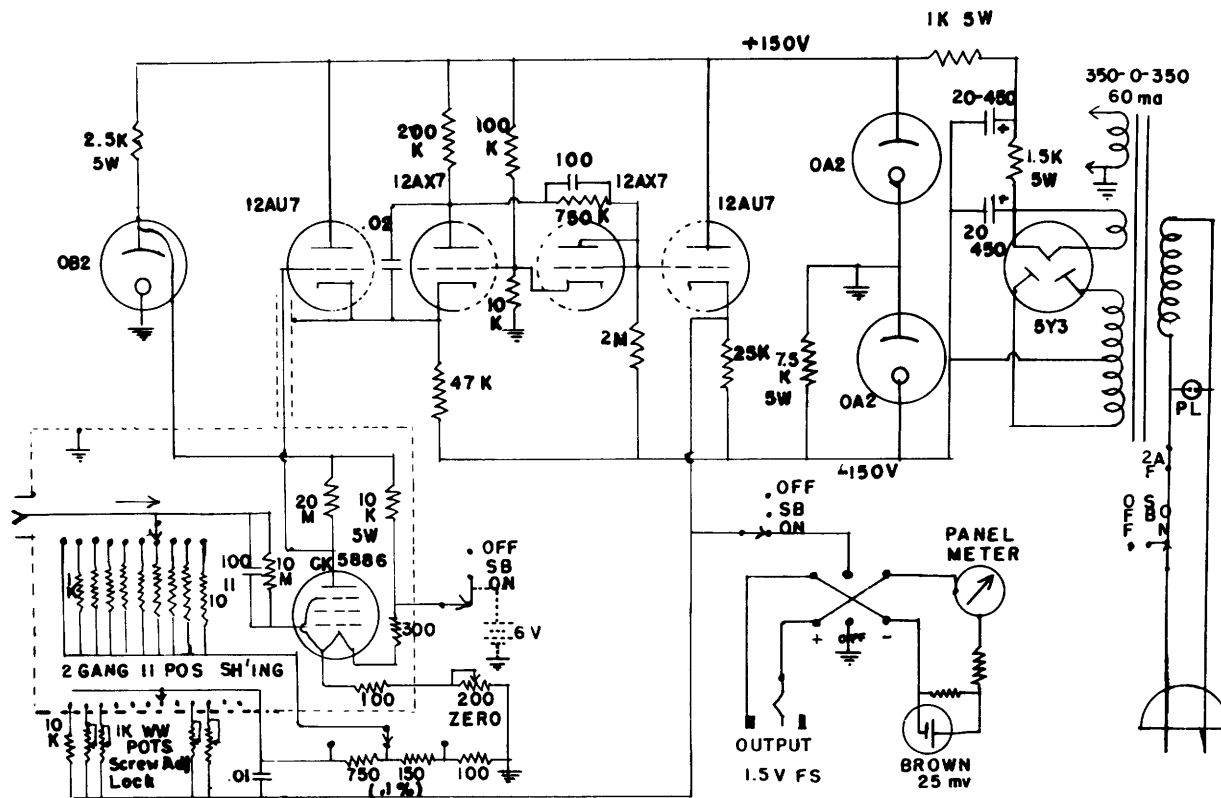 1K 5W
+150V
350-0-350
60 ma
20-450
2.5K
5W
200
K
100
K
100
1.5K
5W
OA2
12AX7
12AX7
750 K
12AU7
.02
12AU7
20
450
OB2
10
K
5Y3
2M
25K
7.5
K
5W
47K
OA2
PL
-150V
2A
F
OFF
SB
ON
OFF
SB
ON
20
M
10
K
5W
PANEL
METER
CK 5886
OFF
SB
ON
100
11
10
M
1K
10
11
300
6V
+ OFF -
2 GANG 11 POS SH'ING
100
200
ZERO
10
K
1K WW
POTS
Screw Adj
Lock
.01
750
150
100
(.1%)
OUTPUT
1.5V FS
BROWN
25 mv